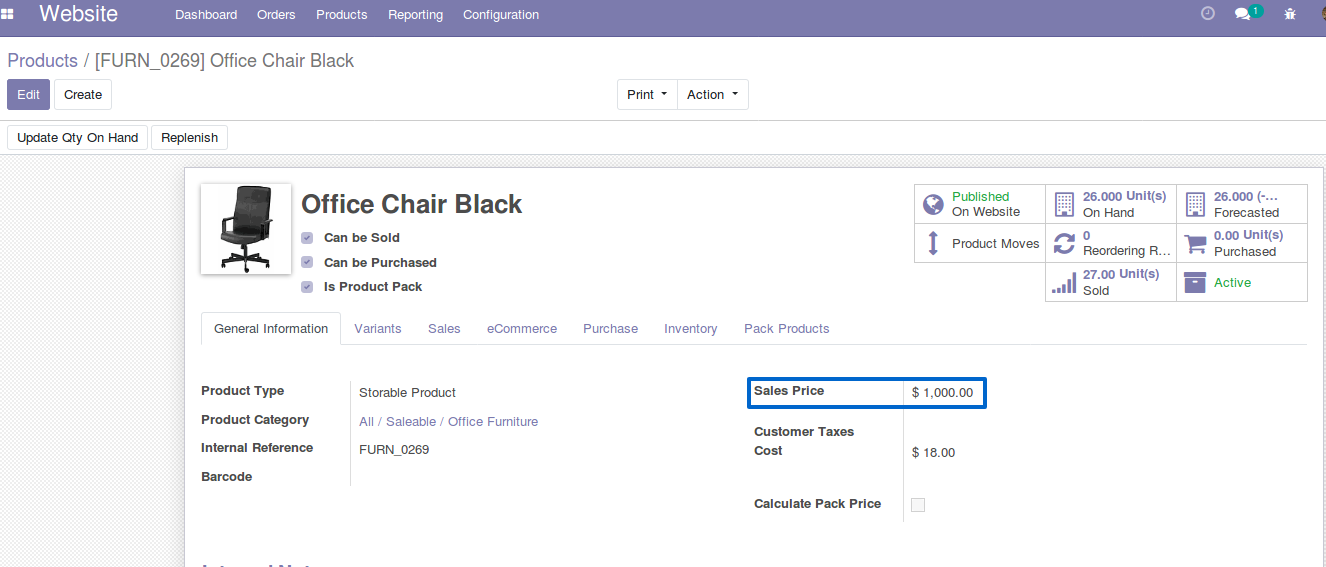 Website Dashboard Orders Products Reporting Configuration 1
Products / [FURN_0269] Office Chair Black
Edit Create Print Action
Update Qty On Hand Replenish
Office Chair Black
Can be Sold
Can be Purchased
Is Product Pack
Published On Website
26.000 Unit(s) On Hand
26.000 (-... Forecasted
Product Moves
0 Reordering R...
0.00 Unit(s) Purchased
27.00 Unit(s) Sold
Active
General Information Variants Sales eCommerce Purchase Inventory Pack Products
Product Type Storable Product
Product Category All / Saleable / Office Furniture
Internal Reference FURN_0269
Barcode
Sales Price $ 1,000.00
Customer Taxes
Cost $ 18.00
Calculate Pack Price